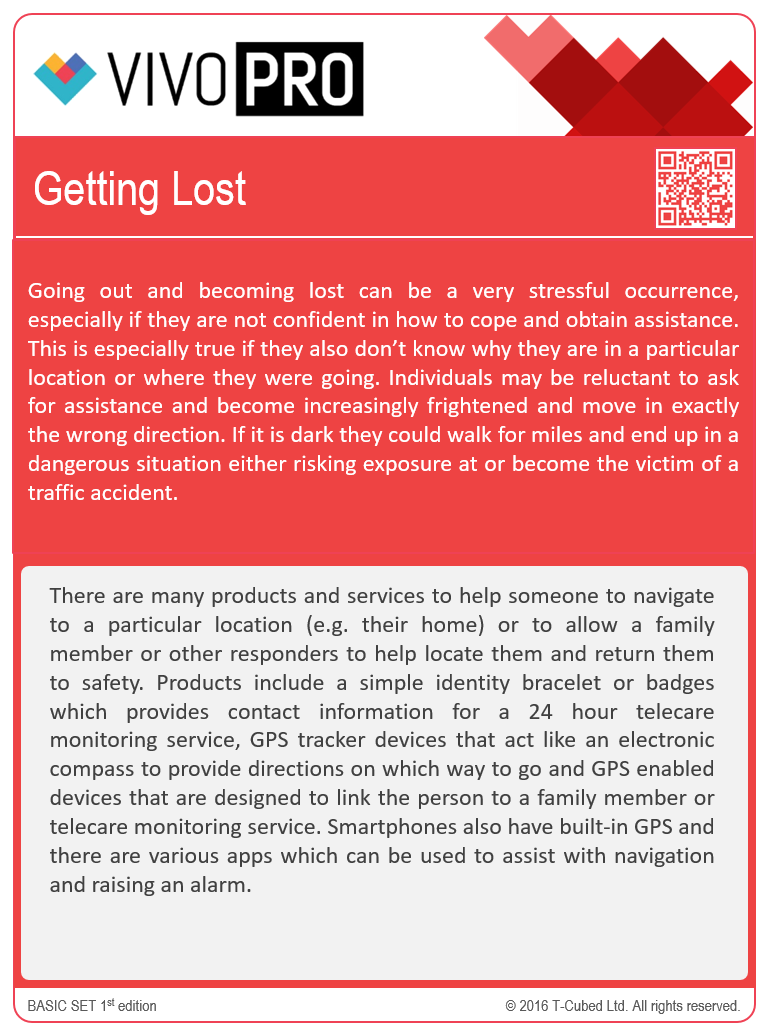 VIVOPRO
Getting Lost
Going out and becoming lost can be a very stressful occurrence,
especially if they are not confident in how to cope and obtain assistance.
This is especially true if they also don’t know why they are in a particular
location or where they were going. Individuals may be reluctant to ask
for assistance and become increasingly frightened and move in exactly
the wrong direction. If it is dark they could walk for miles and end up in a
dangerous situation either risking exposure at or become the victim of a
traffic accident.
There are many products and services to help someone to navigate
to a particular location (e.g. their home) or to allow a family
member or other responders to help locate them and return them
to safety. Products include a simple identity bracelet or badges
which provides contact information for a 24 hour telecare
monitoring service, GPS tracker devices that act like an electronic
compass to provide directions on which way to go and GPS enabled
devices that are designed to link the person to a family member or
telecare monitoring service. Smartphones also have built-in GPS and
there are various apps which can be used to assist with navigation
and raising an alarm.
BASIC SET 1st edition
© 2016 T-Cubed Ltd. All rights reserved.